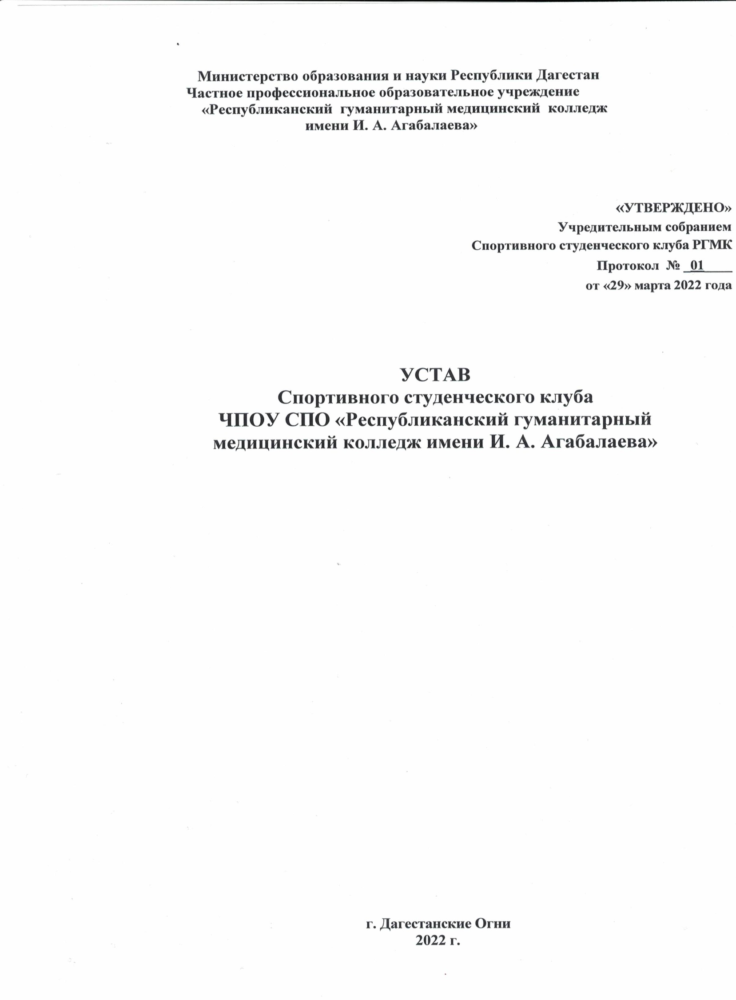 Министерство образования и науки Республики Дагестан
Частное профессиональное образовательное учреждение
«Республиканский гуманитарный медицинский колледж
имени И. А. Агабалаева»
«УТВЕРЖДЕНО»
Учредительным собранием
Спортивного студенческого клуба РГМК
Протокол № _01____
от «29» марта 2022 года
УСТАВ
Спортивного студенческого клуба
ЧПОУ СПО «Республиканский гуманитарный
медицинский колледж имени И. А. Агабалаева»
г. Дагестанские Огни
2022 г.